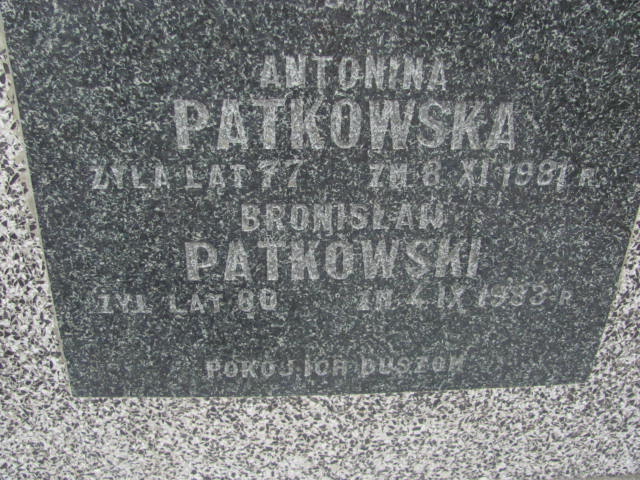 ANTONINA
PATKOWSKA
ŻYŁA LAT 77 ZM 8 XI 1981 R.
BRONISŁAW
PATKOWSKI
ŻYŁ LAT 80 ZM 4 IX 1983 R
POKÓJ ICH DUSZOM